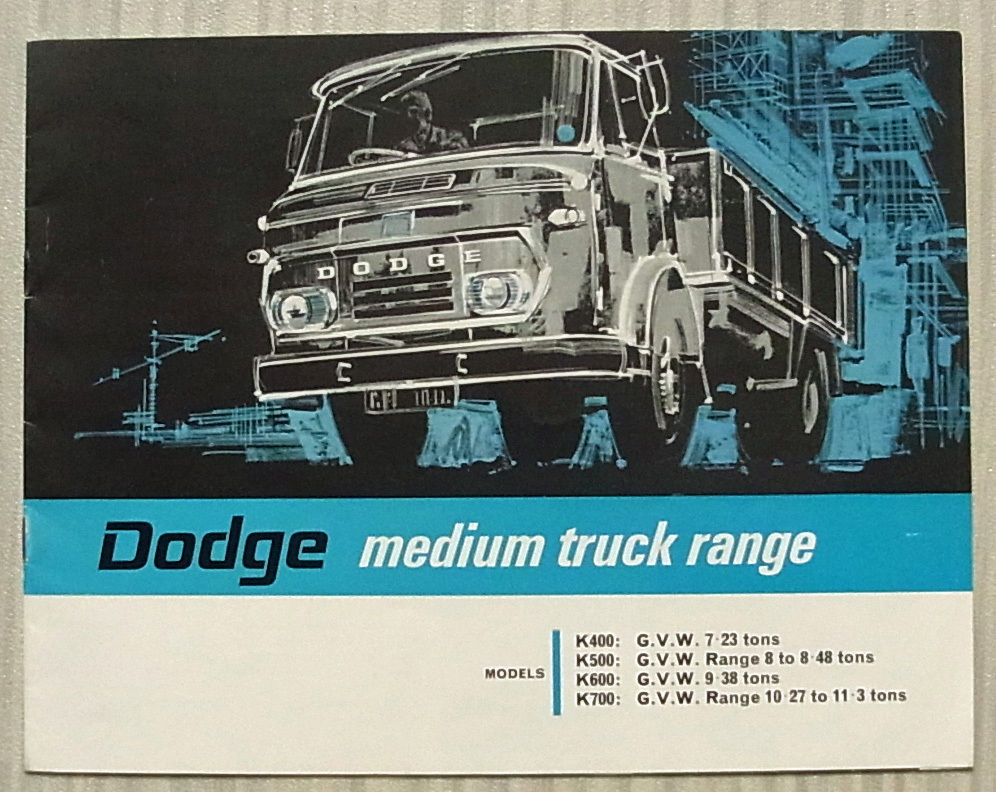 DODGE
Dodge medium truck range
MODELS
K400: G.V.W. 7·23 tons
K500: G.V.W. Range 8 to 8·48 tons
K600: G.V.W. 9·38 tons
K700: G.V.W. Range 10·27 to 11·3 tons